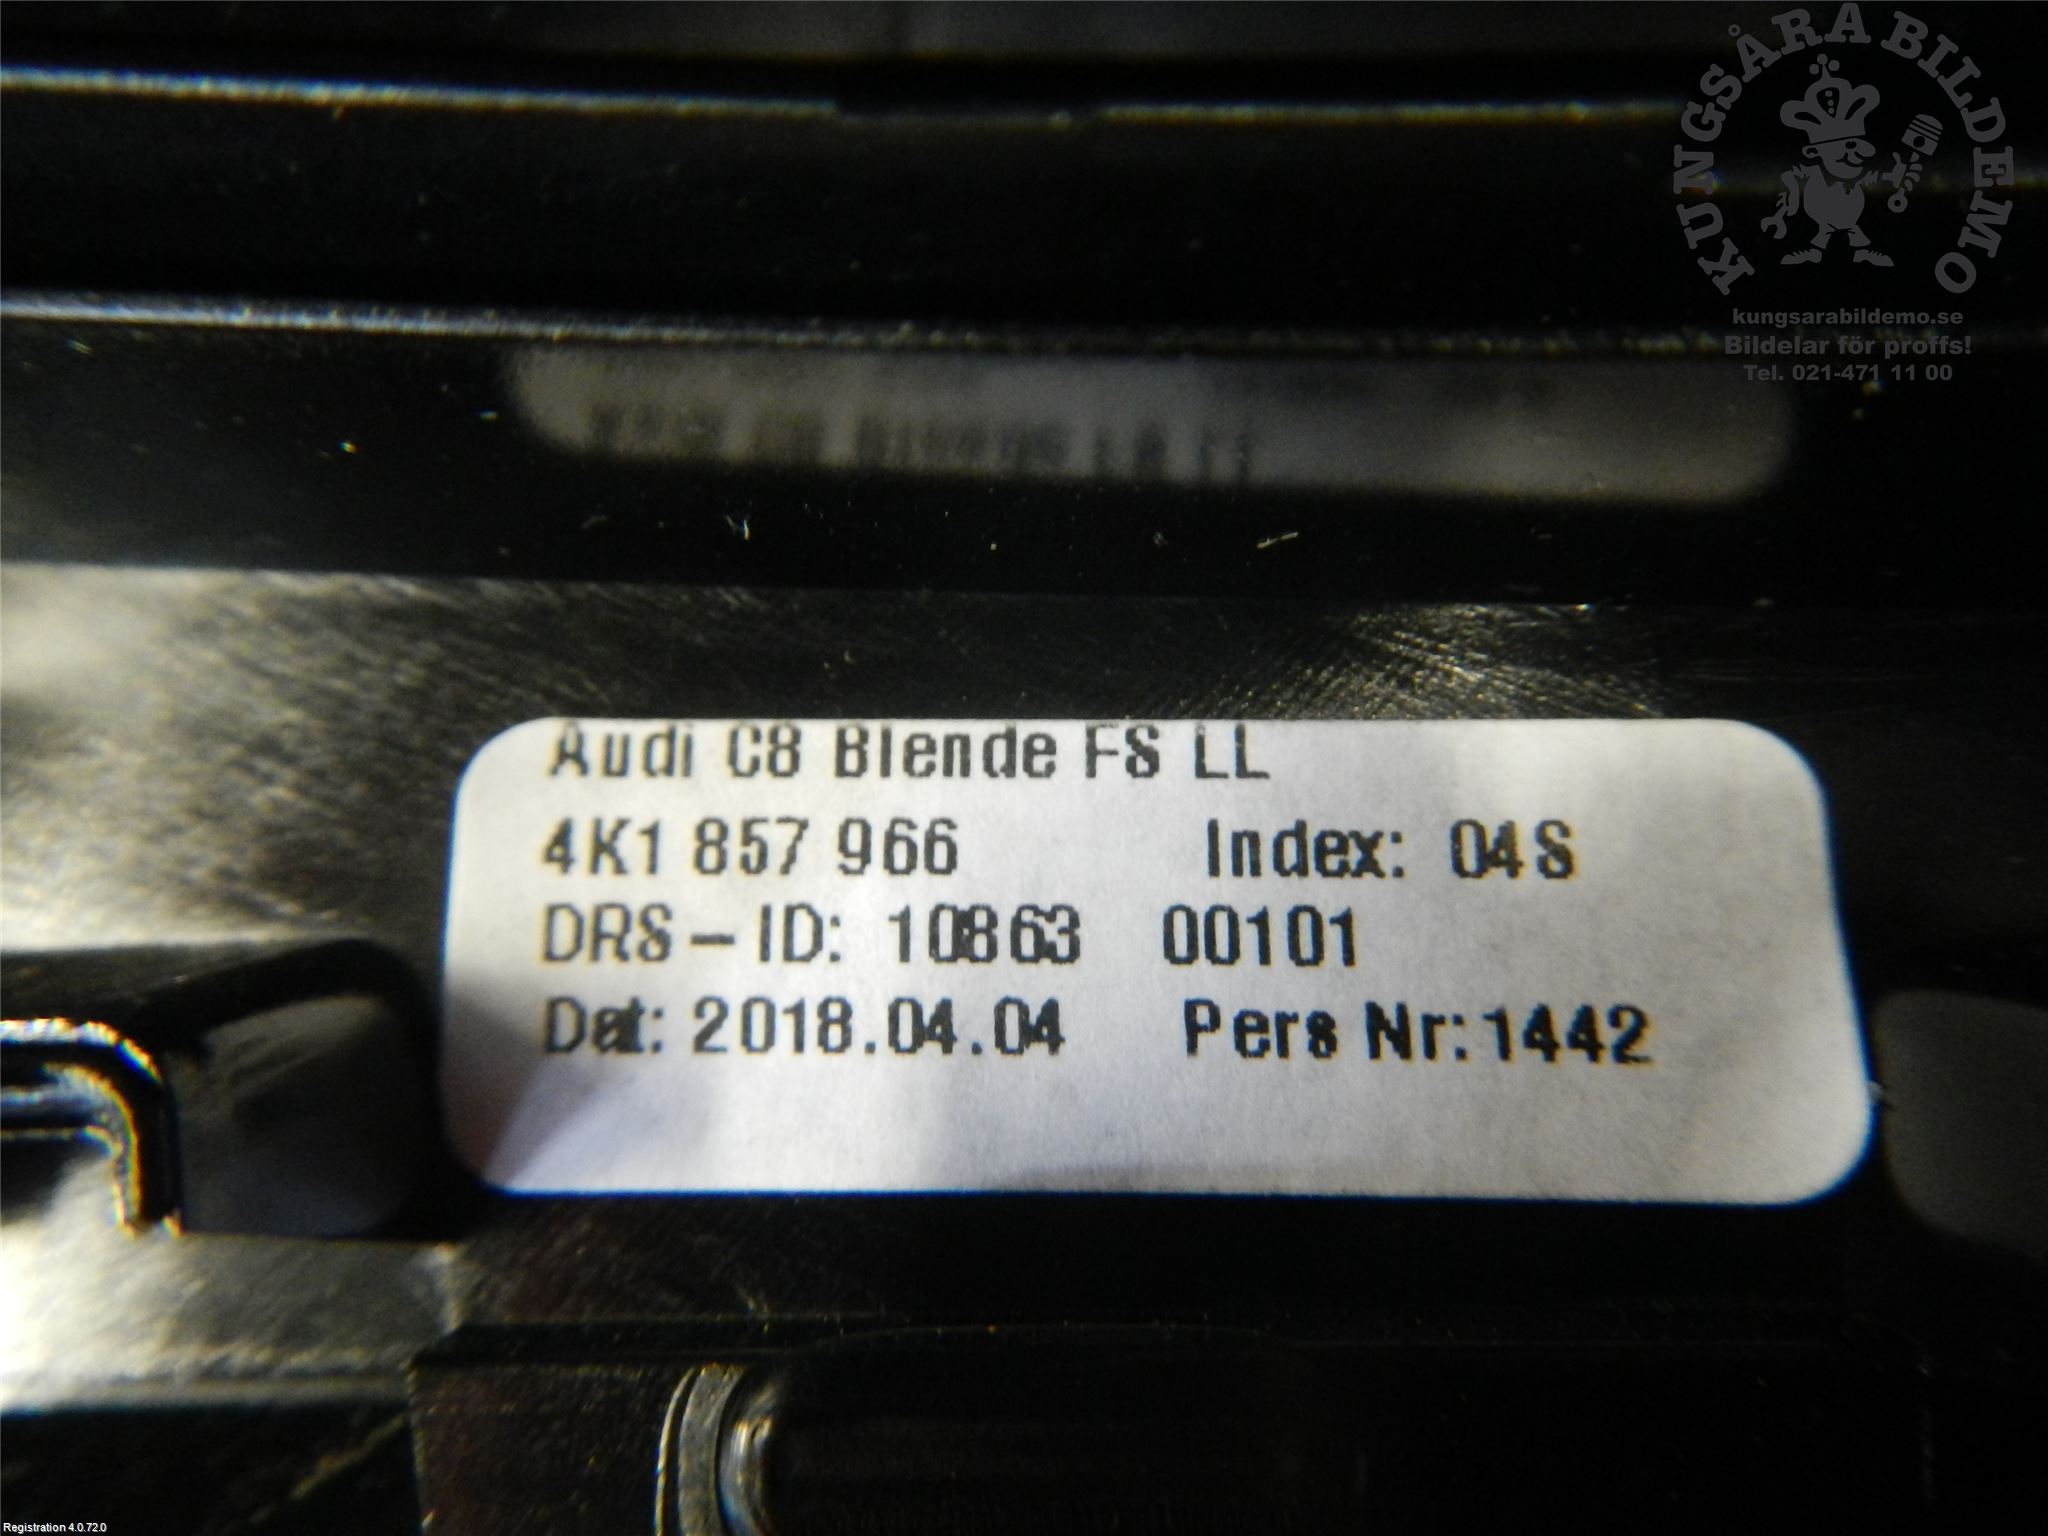 KUNGSÅRA BILDEMO
kungsarabildemo.se
Bildelar för proffs!
Tel. 021-471 11 00
Audi C8 Blende FS LL
4K1 857 966 Index: 04S
DRS-ID: 10863 00101
Dat: 2018.04.04 Pers Nr: 1442
Registration 4.0.72.0